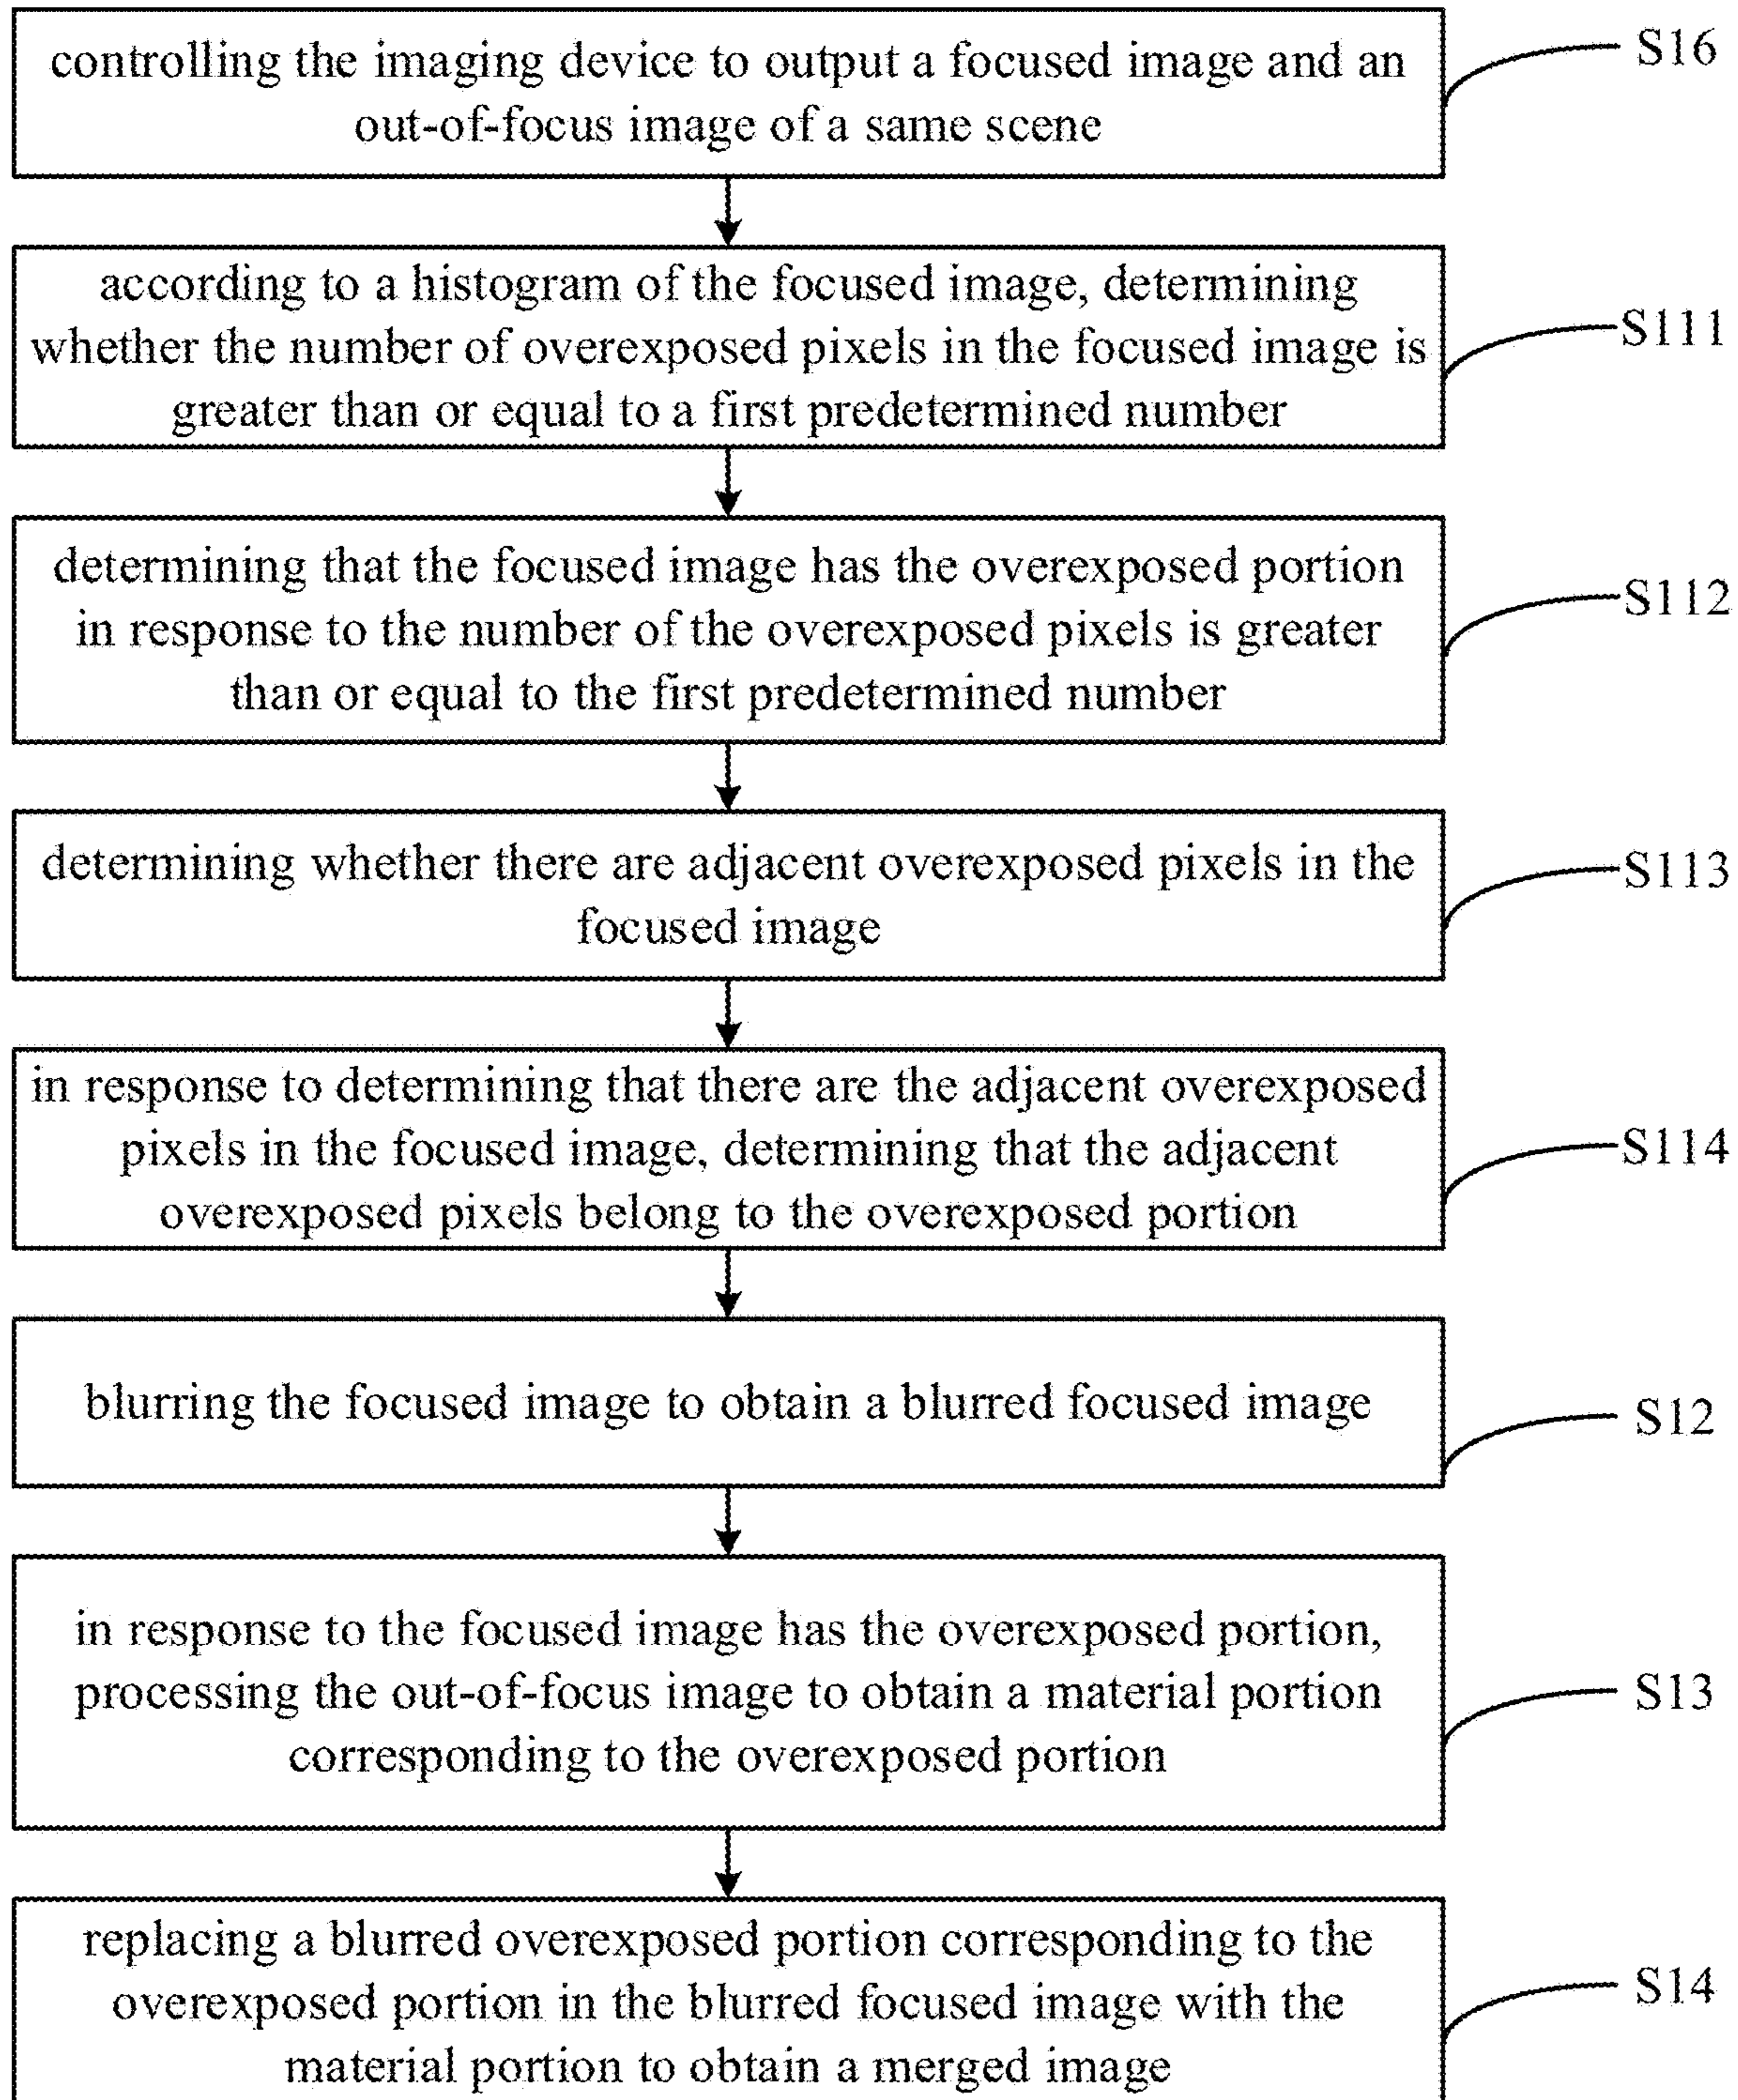 controlling the imaging device to output a focused image and an
out-of-focus image of a same scene
S16
according to a histogram of the focused image, determining
whether the number of overexposed pixels in the focused image is
greater than or equal to a first predetermined number
S111
determining that the focused image has the overexposed portion
in response to the number of the overexposed pixels is greater
than or equal to the first predetermined number
S112
determining whether there are adjacent overexposed pixels in the
focused image
S113
in response to determining that there are the adjacent overexposed
pixels in the focused image, determining that the adjacent
overexposed pixels belong to the overexposed portion
S114
blurring the focused image to obtain a blurred focused image
S12
in response to the focused image has the overexposed portion,
processing the out-of-focus image to obtain a material portion
corresponding to the overexposed portion
S13
replacing a blurred overexposed portion corresponding to the
overexposed portion in the blurred focused image with the
material portion to obtain a merged image
S14